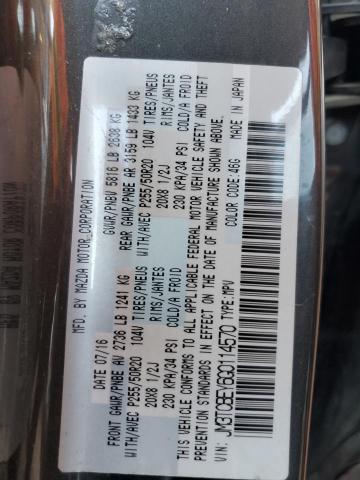 MFD. BY MAZDA MOTOR CORPORATION
DATE 07/16 GVWR/PNBV 5816 LB 2638 KG
FRONT GAWR/PNBE AV 2736 LB 1241 KG REAR GAWR/PNBE AR 3159 LB 1433 KG
WITH/AVEC P255/50R20 104V TIRES/PNEUS WITH/AVEC P255/50R20 104V TIRES/PNEUS
20X8 1/2J RIMS/JANTES 20X8 1/2J RIMS/JANTES
230 KPA/34 PSI COLD/A FROID 230 KPA/34 PSI COLD/A FROID
THIS VEHICLE CONFORMS TO ALL APPLICABLE FEDERAL MOTOR VEHICLE SAFETY AND THEFT
PREVENTION STANDARDS IN EFFECT ON THE DATE OF MANUFACTURE SHOWN ABOVE.
COLOR CODE: 46G MADE IN JAPAN
JM3TCBEY6G0114570
VIN: TYPE: MPV